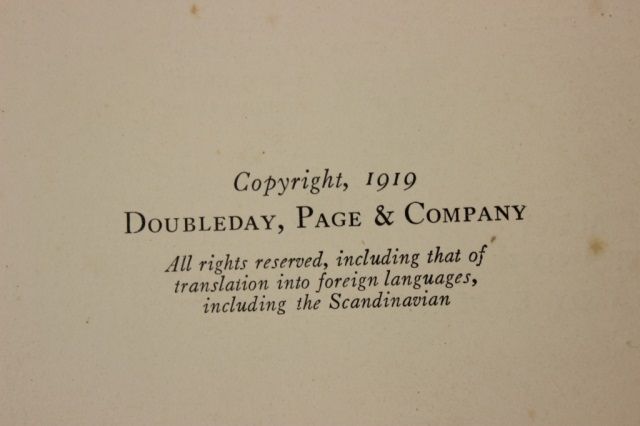 Copyright, 1919
DOUBLEDAY, PAGE & COMPANY
All rights reserved, including that of
translation into foreign languages,
including the Scandinavian